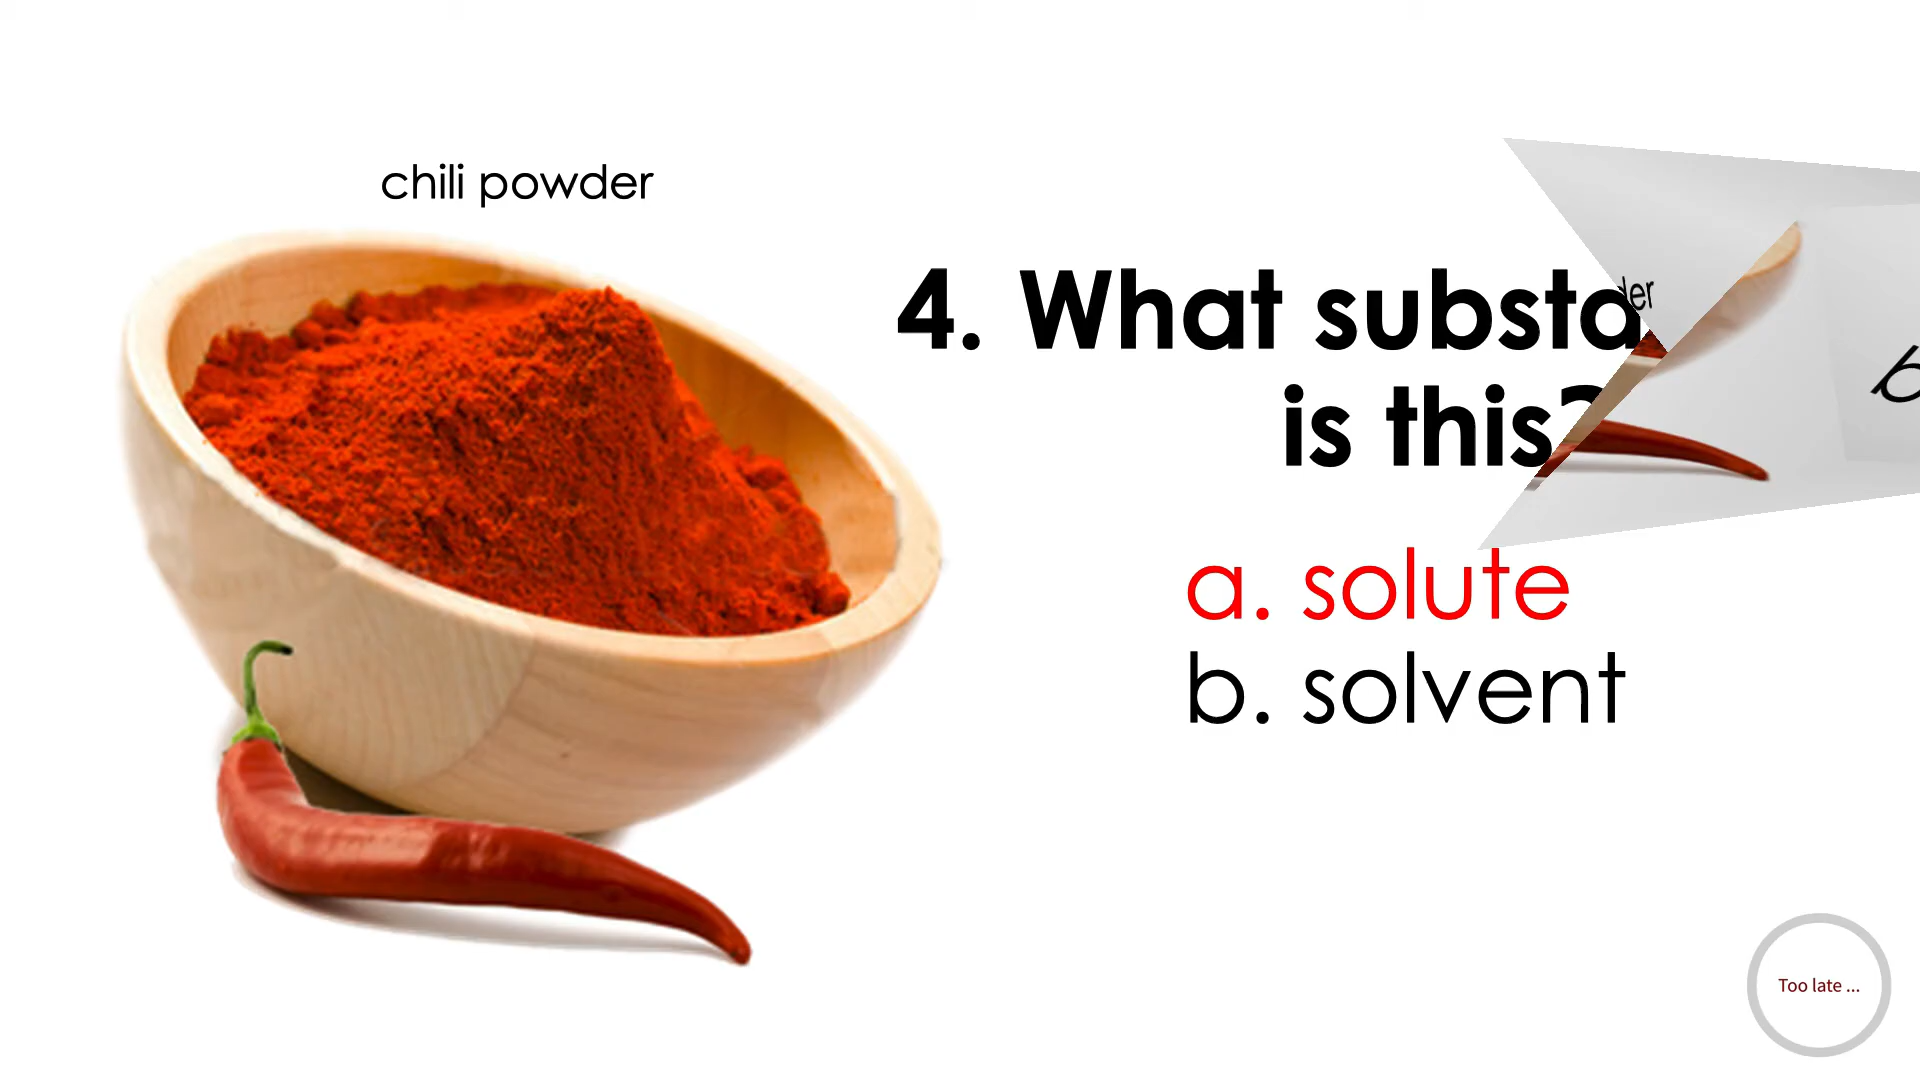 chili powder
4. What substa
is this?
a. solute
b. solvent
Too late ...